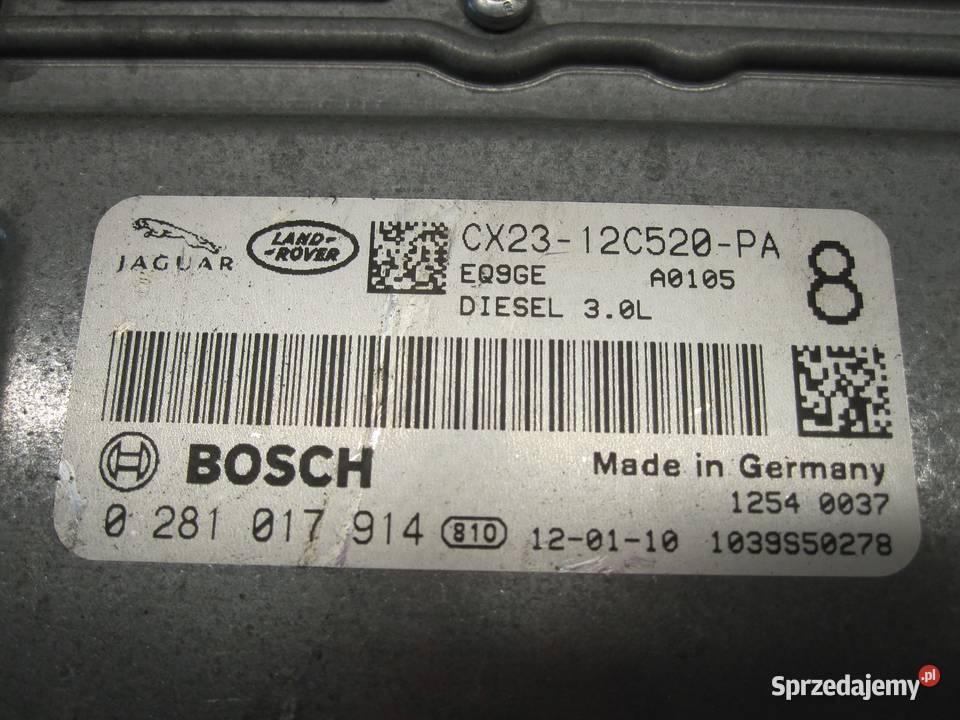 JAGUAR
LAND-
-ROVER
CX23-12C520-PA
EQ9GE A0105
DIESEL 3.0L
8
BOSCH
Made in Germany
1254 0037
0 281 017 914 810 12-01-10 1039S50278
Sprzedajemy.pl